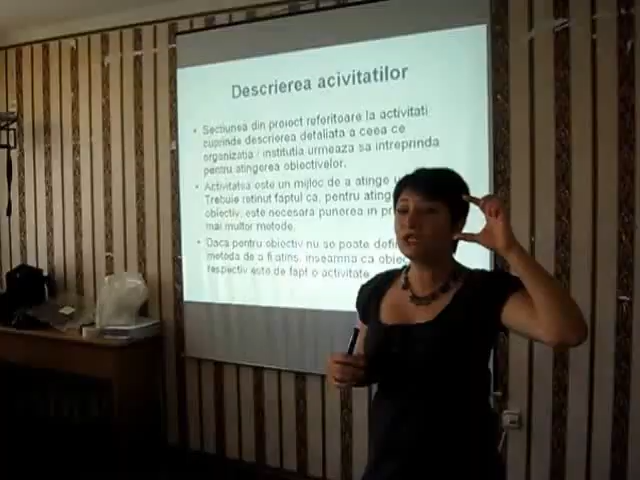 Descrierea acivitatilor
• Sectiunea din proiect referitoare la activitati
cuprinde descrierea detaliata a ceea ce
organizatia / institutia urmeaza sa intreprinda
pentru atingerea obiectivelor.
• Activitatea este un mijloc de a atinge
Trebuie retinut faptul ca, pentru
obiectiv, este necesara punerea in
mai multor metode.
• Daca pentru obiectiv nu se poate
metoda de a fi atins, inseamna ca
respectiv este de fapt o activitate